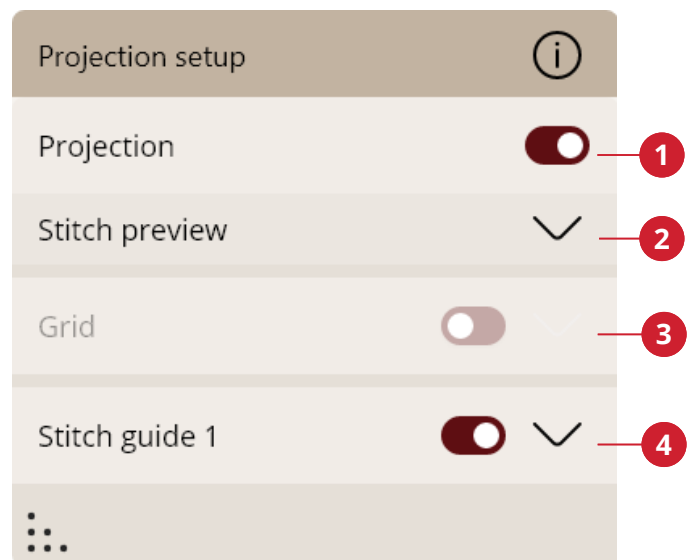 Projection setup
Projection
1
Stitch preview
2
Grid
3
Stitch guide 1
4